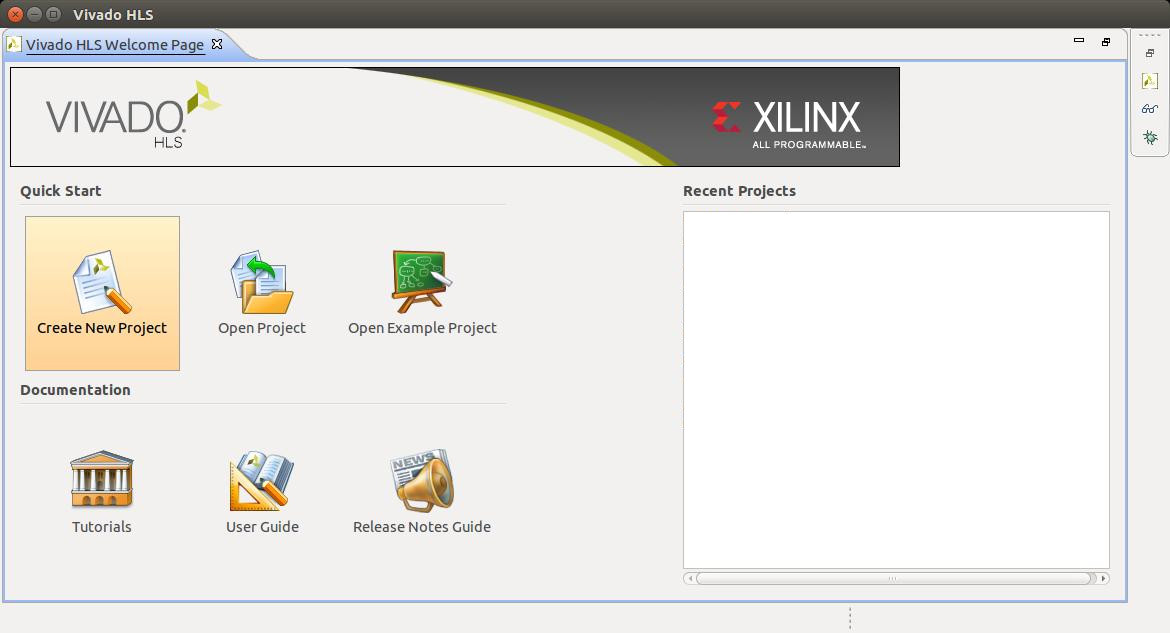 Vivado HLS
Vivado HLS Welcome Page
VIVADO.
HLS
XILINX
ALL PROGRAMMABLE™
Quick Start
Recent Projects
Create New Project
Open Project
Open Example Project
Documentation
NEWS
Tutorials
User Guide
Release Notes Guide